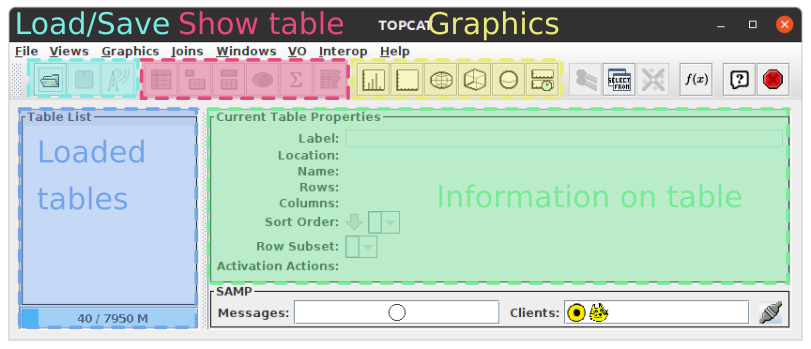 Load/Save Show table TOPCAT Graphics
File Views Graphics Joins Windows VO Interop Help
Σ SELECT FROM f(x) ?
Table List
Loaded
tables
40 / 7950 M
Current Table Properties
Label:
Location:
Name:
Rows:
Columns:
Sort Order:
Row Subset:
Activation Actions:
Information on table
SAMP
Messages: Clients: